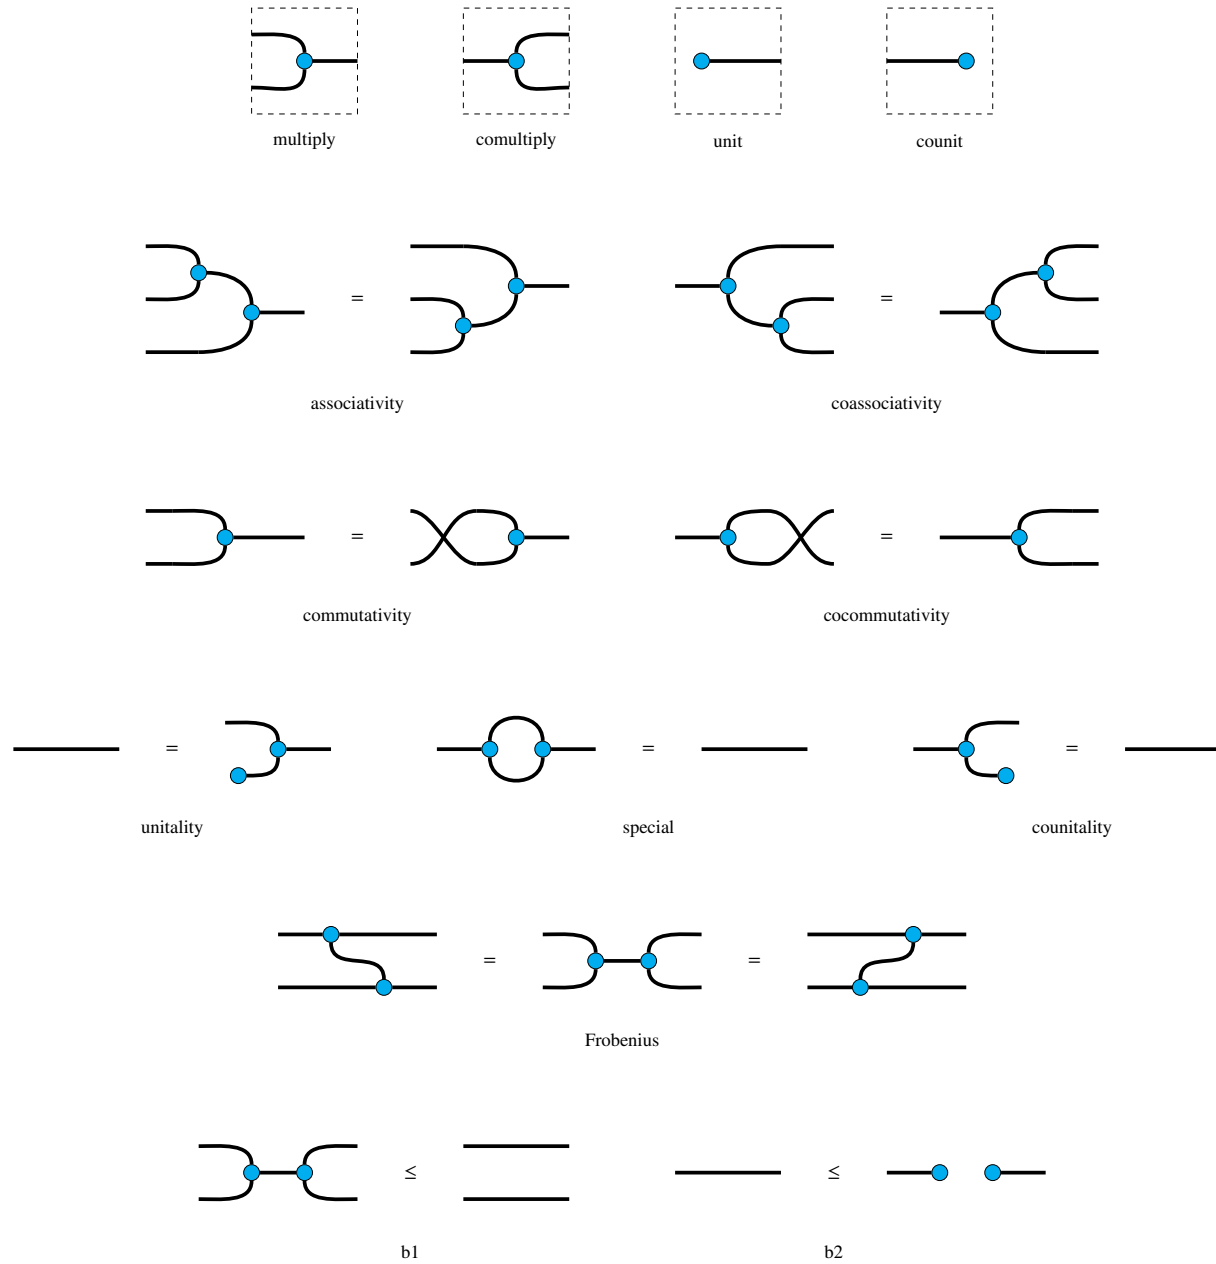 multiply comultiply unit counit
= =
associativity coassociativity
= =
commutativity cocommutativity
= = =
unitality special counitality
= =
Frobenius
≤ ≤
b1 b2